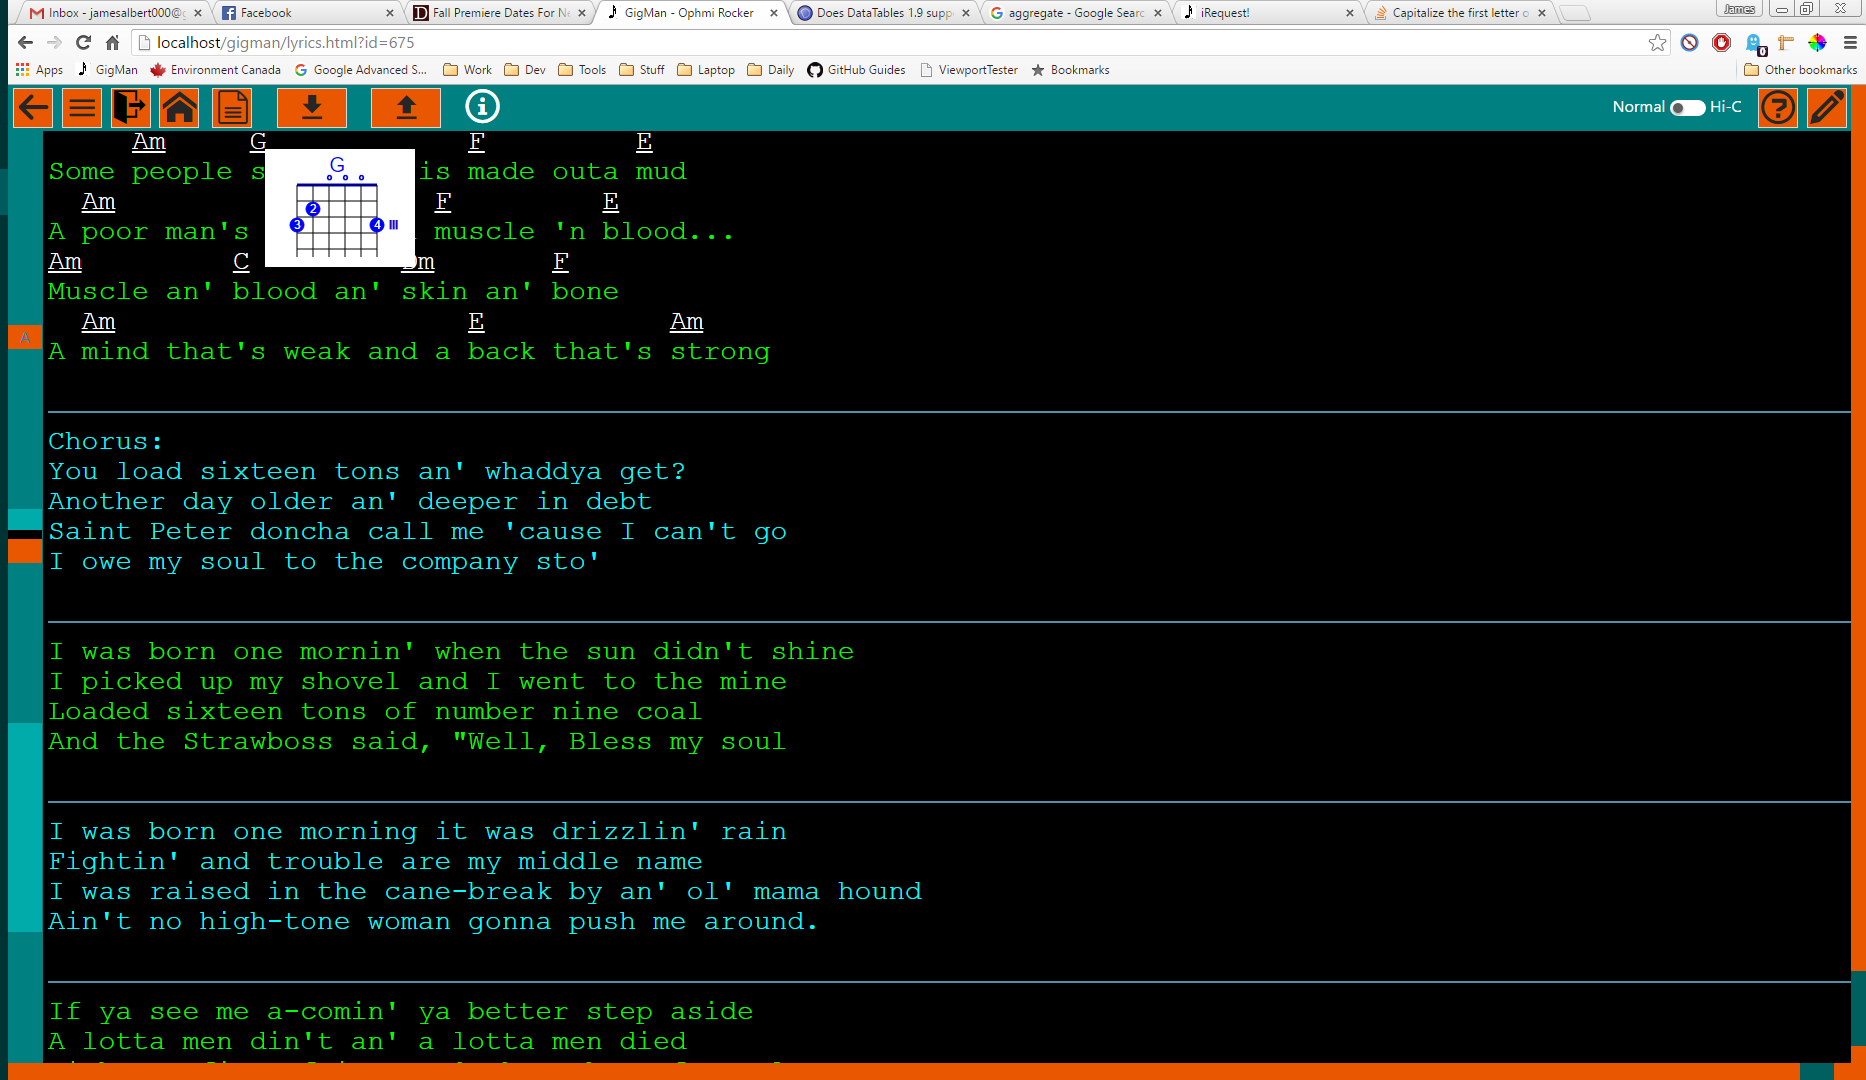 Inbox - jamesalbert000@g
Facebook
Fall Premiere Dates For Ne
GigMan - Ophmi Rocker
Does DataTables 1.9 supp
aggregate - Google Searc
iRequest!
Capitalize the first letter o
James
localhost/gigman/lyrics.html?id=675
0
Apps GigMan Environment Canada Google Advanced S... Work Dev Tools Stuff Laptop Daily GitHub Guides ViewportTester Bookmarks Other bookmarks
Normal Hi-C
Am G F E
Some people s is made outa mud
G
2
3 4 III
Am F E
A poor man's muscle 'n blood...
Am C Dm F
Muscle an' blood an' skin an' bone
Am E Am
A mind that's weak and a back that's strong
A
Chorus:
You load sixteen tons an' whaddya get?
Another day older an' deeper in debt
Saint Peter doncha call me 'cause I can't go
I owe my soul to the company sto'
I was born one mornin' when the sun didn't shine
I picked up my shovel and I went to the mine
Loaded sixteen tons of number nine coal
And the Strawboss said, "Well, Bless my soul
I was born one morning it was drizzlin' rain
Fightin' and trouble are my middle name
I was raised in the cane-break by an' ol' mama hound
Ain't no high-tone woman gonna push me around.
If ya see me a-comin' ya better step aside
A lotta men din't an' a lotta men died